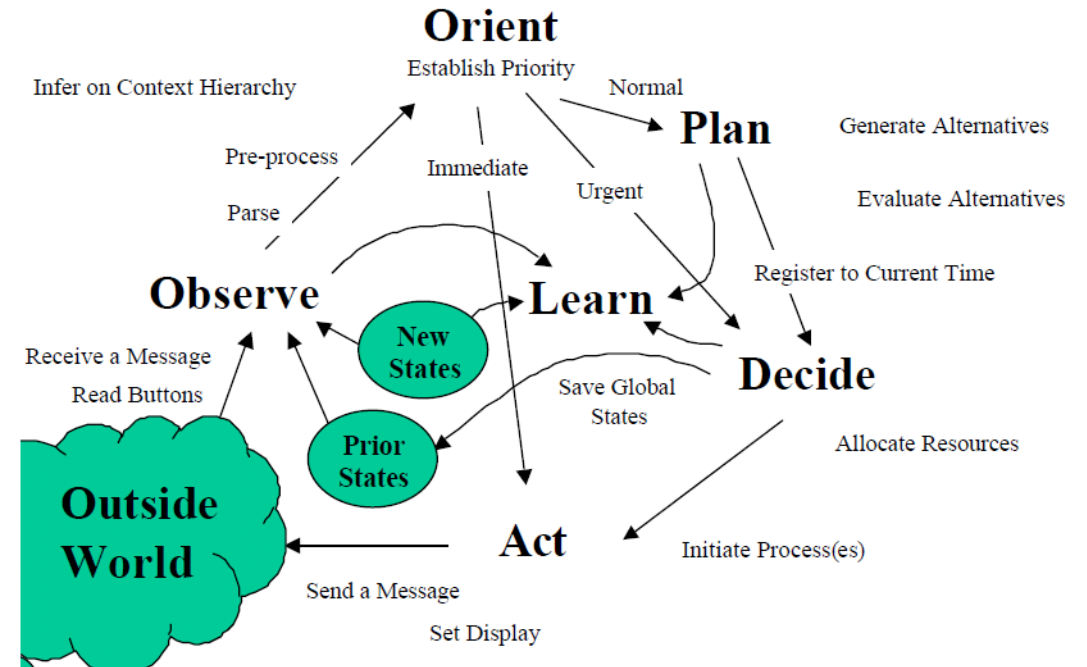 Orient
Establish Priority
Infer on Context Hierarchy
Normal
Plan
Generate Alternatives
Pre-process
Immediate
Urgent
Evaluate Alternatives
Parse
Observe
Learn
Register to Current Time
New
States
Receive a Message
Read Buttons
Decide
Save Global
States
Prior
States
Allocate Resources
Outside
World
Act
Initiate Process(es)
Send a Message
Set Display